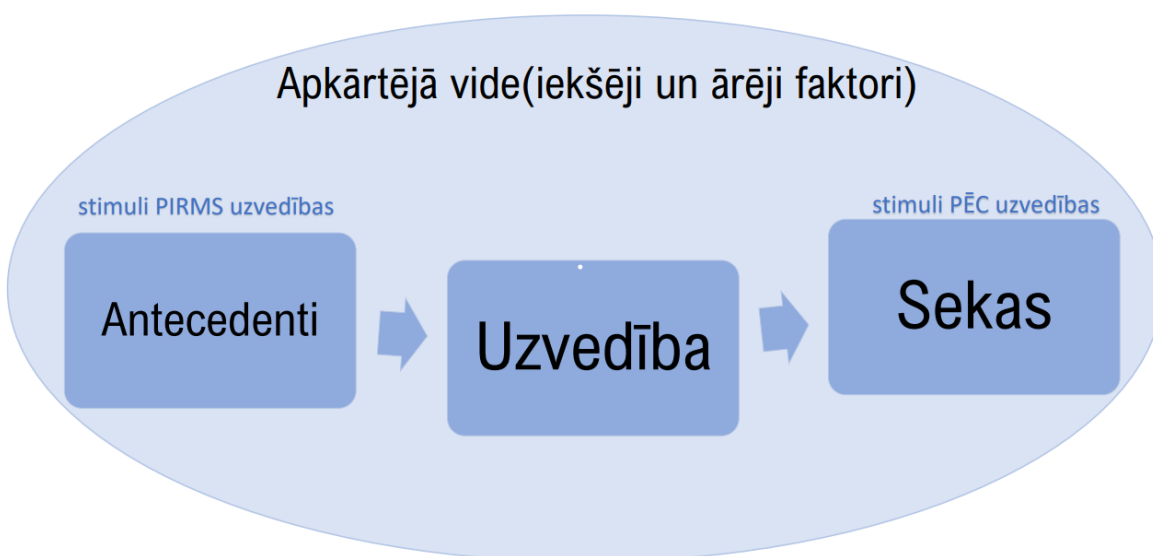 Apkārtējā vide(iekšēji un ārēji faktori)
stimuli PIRMS uzvedības
stimuli PĒC uzvedības
Antecedenti
Uzvedība
Sekas